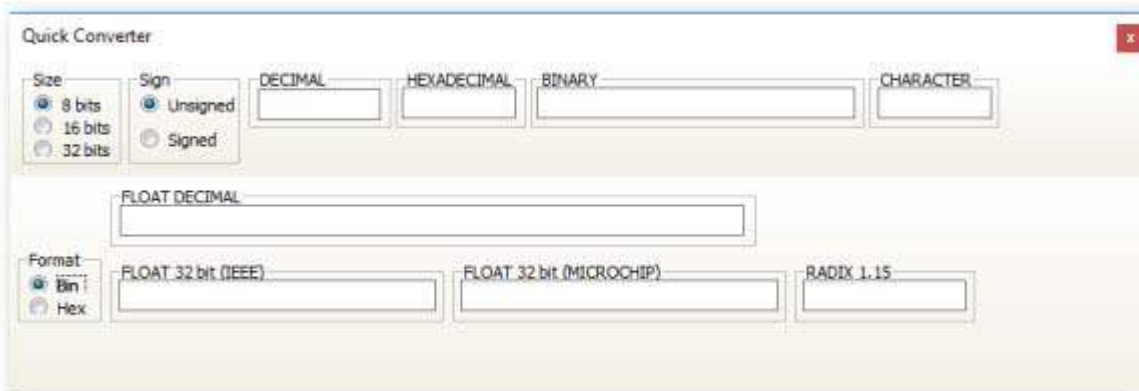 Quick Converter
x
Size
8 bits
16 bits
32 bits
Sign
Unsigned
Signed
DECIMAL
HEXADECIMAL
BINARY
CHARACTER
FLOAT DECIMAL
Format
Bin
Hex
FLOAT 32 bit (IEEE)
FLOAT 32 bit (MICROCHIP)
RADIX 1.15